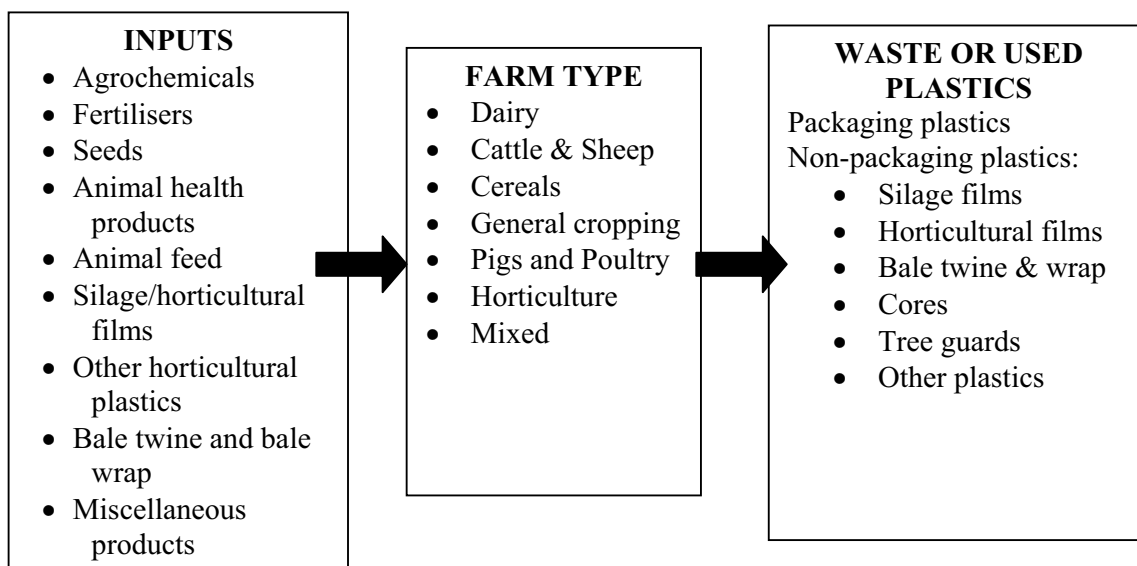 INPUTS
• Agrochemicals
• Fertilisers
• Seeds
• Animal health
products
• Animal feed
• Silage/horticultural
films
• Other horticultural
plastics
• Bale twine and bale
wrap
• Miscellaneous
products
FARM TYPE
• Dairy
• Cattle & Sheep
• Cereals
• General cropping
• Pigs and Poultry
• Horticulture
• Mixed
WASTE OR USED
PLASTICS
Packaging plastics
Non-packaging plastics:
• Silage films
• Horticultural films
• Bale twine & wrap
• Cores
• Tree guards
• Other plastics